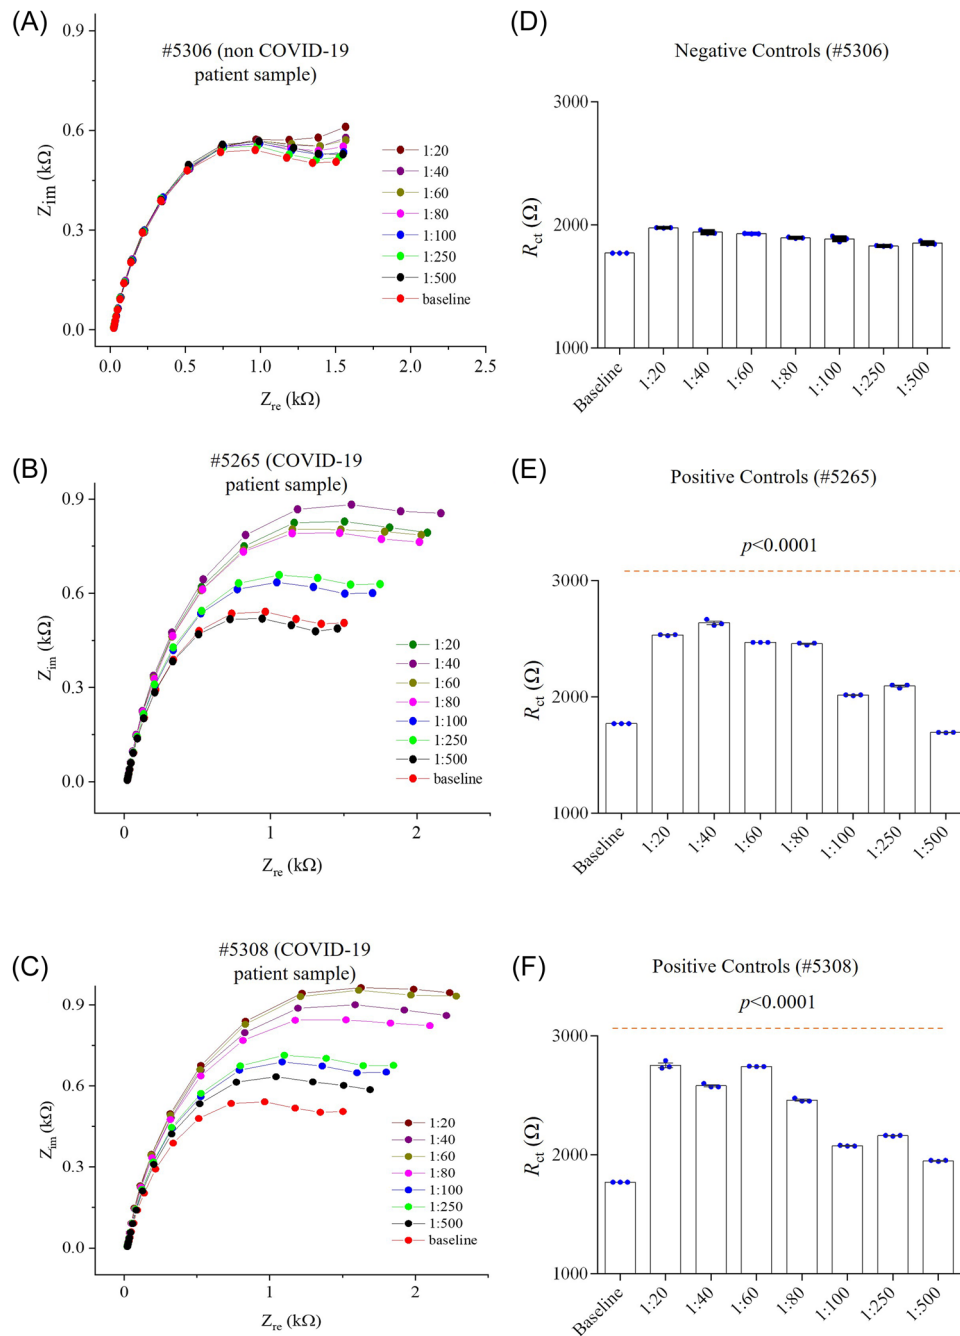 (A)
#5306 (non COVID-19
patient sample)
Zim (kΩ)
0.9
0.6
0.3
0.0
1:20
1:40
1:60
1:80
1:100
1:250
1:500
baseline
0.0 0.5 1.0 1.5 2.0 2.5
Zre (kΩ)
(D)
Negative Controls (#5306)
Rct (Ω)
3000
2000
1000
Baseline 1:20 1:40 1:60 1:80 1:100 1:250 1:500
(B)
#5265 (COVID-19
patient sample)
Zim (kΩ)
0.9
0.6
0.3
0.0
1:20
1:40
1:60
1:80
1:100
1:250
1:500
baseline
0 1 2
Zre (kΩ)
(E)
Positive Controls (#5265)
p<0.0001
Rct (Ω)
3000
2000
1000
Baseline 1:20 1:40 1:60 1:80 1:100 1:250 1:500
(C)
#5308 (COVID-19
patient sample)
Zim (kΩ)
0.9
0.6
0.3
0.0
1:20
1:40
1:60
1:80
1:100
1:250
1:500
baseline
0 1 2
Zre (kΩ)
(F)
Positive Controls (#5308)
p<0.0001
Rct (Ω)
3000
2000
1000
Baseline 1:20 1:40 1:60 1:80 1:100 1:250 1:500